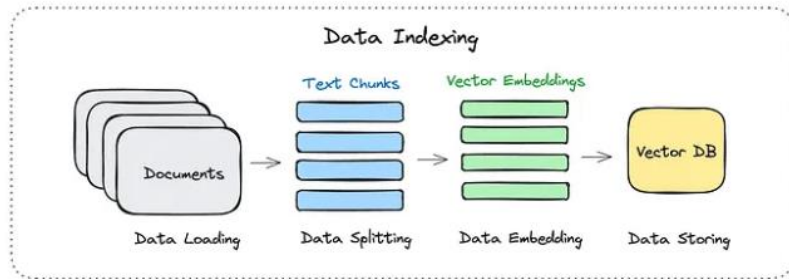 Data Indexing
Text Chunks
Vector Embeddings
Documents
Vector DB
Data Loading
Data Splitting
Data Embedding
Data Storing